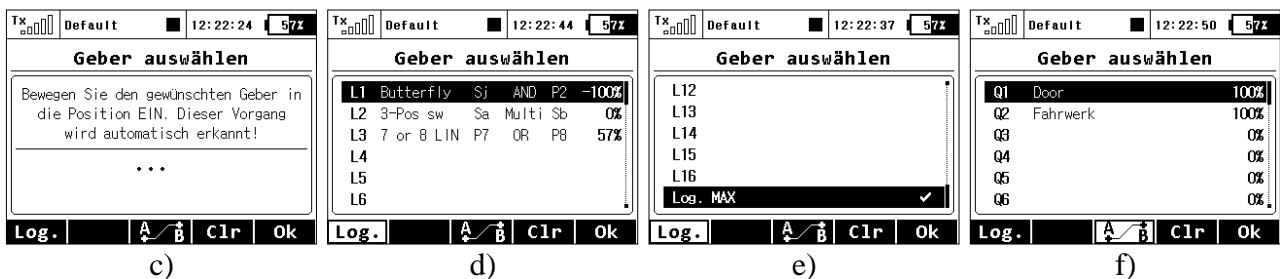 Tx Default 12:22:24 57%
Geber auswählen
Bewegen Sie den gewünschten Geber in
die Position EIN. Dieser Vorgang
wird automatisch erkannt!
...
Log. A B Clr Ok
c)
Tx Default 12:22:44 57%
Geber auswählen
L1 Butterfly Sj AND P2 -100%
L2 3-Pos sw Sa Multi Sb 0%
L3 7 or 8 LIN P7 OR P8 57%
L4
L5
L6
Log. A B Clr Ok
d)
Tx Default 12:22:37 57%
Geber auswählen
L12
L13
L14
L15
L16
Log. MAX ✓
Log. A B Clr Ok
e)
Tx Default 12:22:50 57%
Geber auswählen
Q1 Door 100%
Q2 Fahrwerk 100%
Q3 0%
Q4 0%
Q5 0%
Q6 0%
Log. A B Clr Ok
f)